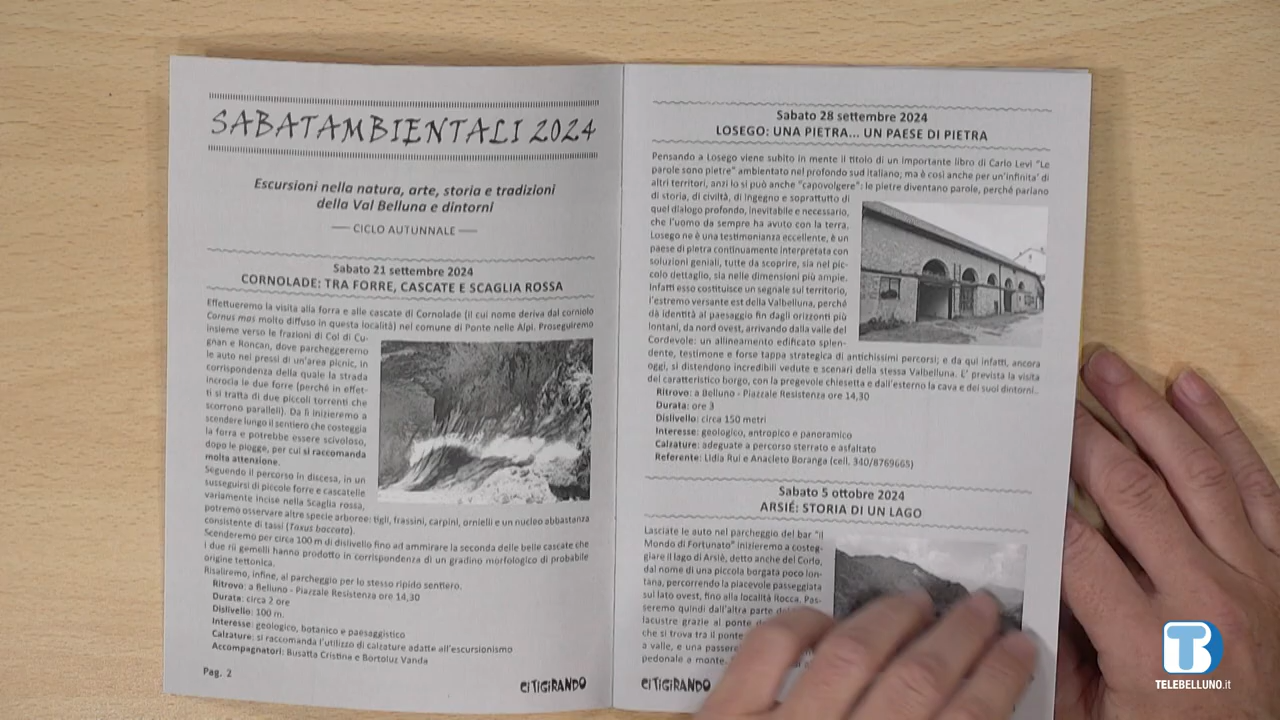 SABATAMBIENTALI 2024
Escursioni nella natura, arte, storia e tradizioni
della Val Belluna e dintorni
CICLO AUTUNNALE
Sabato 21 settembre 2024
CORNOLADE: TRA FORRE, CASCATE E SCAGLIA ROSSA
Effettueremo la visita alla forra e alle cascate di Cornolade (il cui nome deriva dal corniolo
Cornus mas molto diffuso in questa località) nel comune di Ponte nelle Alpi. Proseguiremo
insieme verso le frazioni di Col di Cu-
gnan e Roncan, dove parcheggeremo
le auto nei pressi di un'area picnic, in
corrispondenza della quale la strada
incrocia le due forre (perché in effet-
ti si tratta di due piccoli torrenti che
scorrono paralleli). Da lì inizieremo a
scendere lungo il sentiero che costeggia
la forra e potrebbe essere scivoloso,
dopo le piogge, per cui si raccomanda
molta attenzione.
Seguendo il percorso in discesa, in un
susseguirsi di piccole forre e cascatelle
variamente incise nella Scaglia rossa,
potremo osservare altre specie arboree: tigli, frassini, carpini, ornielli e un nucleo abbastanza
consistente di tassi (Taxus baccata).
Scenderemo per circa 100 m di dislivello fino ad ammirare la seconda delle belle cascate che
i due rii gemelli hanno prodotto in corrispondenza di un gradino morfologico di probabile
origine tettonica.
Risaliremo, infine, al parcheggio per lo stesso ripido sentiero.
Ritrovo: a Belluno - Piazzale Resistenza ore 14,30
Durata: circa 2 ore
Dislivello: 100 m.
Interesse: geologico, botanico e paesaggistico
Calzature: si raccomanda l'utilizzo di calzature adatte all'escursionismo
Accompagnatori: Busatta Cristina e Bortoluz Vanda
Pag. 2
CITIGIRANDO
Sabato 28 settembre 2024
LOSEGO: UNA PIETRA... UN PAESE DI PIETRA
Pensando a Losego viene subito in mente il titolo di un importante libro di Carlo Levi "Le
parole sono pietre" ambientato nel profondo sud italiano; ma è così anche per un'infinita' di
altri territori, anzi lo si può anche "capovolgere": le pietre diventano parole, perché parlano
di storia, di civiltà, di ingegno e soprattutto di
quel dialogo profondo, inevitabile e necessario,
che l'uomo da sempre ha avuto con la terra.
Losego ne è una testimonianza eccellente, è un
paese di pietra continuamente interpretata con
soluzioni geniali, tutte da scoprire, sia nel pic-
colo dettaglio, sia nelle dimensioni più ampie.
Infatti esso costituisce un segnale sul territorio,
l'estremo versante est della Valbelluna, perché
dà identità al paesaggio fin dagli orizzonti più
lontani, da nord ovest, arrivando dalla valle del
Cordevole: un allineamento edificato splen-
dente, testimone e forse tappa strategica di antichissimi percorsi; e da qui infatti, ancora
oggi, si distendono incredibili vedute e scenari della stessa Valbelluna. E' prevista la visita
del caratteristico borgo, con la pregevole chiesetta e dall'esterno la cava e dei suoi dintorni.
Ritrovo: a Belluno - Piazzale Resistenza ore 14,30
Durata: ore 3
Dislivello: circa 150 metri
Interesse: geologico, antropico e panoramico
Calzature: adeguate a percorso sterrato e asfaltato
Referente: Lidia Rui e Anacleto Boranga (cell. 340/8769665)
Sabato 5 ottobre 2024
ARSIÉ: STORIA DI UN LAGO
Lasciate le auto nel parcheggio del bar "il
Mondo di Fortunato" inizieremo a costeg-
giare il lago di Arsiè, detto anche del Corlo,
dal nome di una piccola borgata poco lon-
tana, percorrendo la piacevole passeggiata
sul lato ovest, fino alla località Rocca. Pas-
seremo quindi dall'altra parte
lacustre grazie al ponte
che si trova tra il ponte
a valle, e una passere
pedonale a monte.
CITIGIRANDO
TELEBELLUNO.it